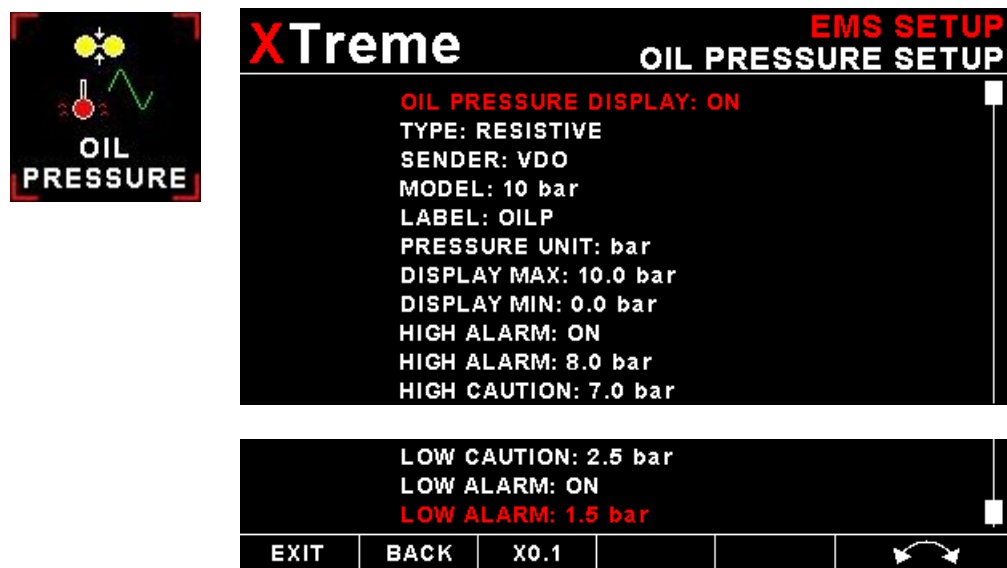 OIL
PRESSURE
XTreme
EMS SETUP
OIL PRESSURE SETUP
OIL PRESSURE DISPLAY: ON
TYPE: RESISTIVE
SENDER: VDO
MODEL: 10 bar
LABEL: OILP
PRESSURE UNIT: bar
DISPLAY MAX: 10.0 bar
DISPLAY MIN: 0.0 bar
HIGH ALARM: ON
HIGH ALARM: 8.0 bar
HIGH CAUTION: 7.0 bar
LOW CAUTION: 2.5 bar
LOW ALARM: ON
LOW ALARM: 1.5 bar
EXIT BACK X0.1